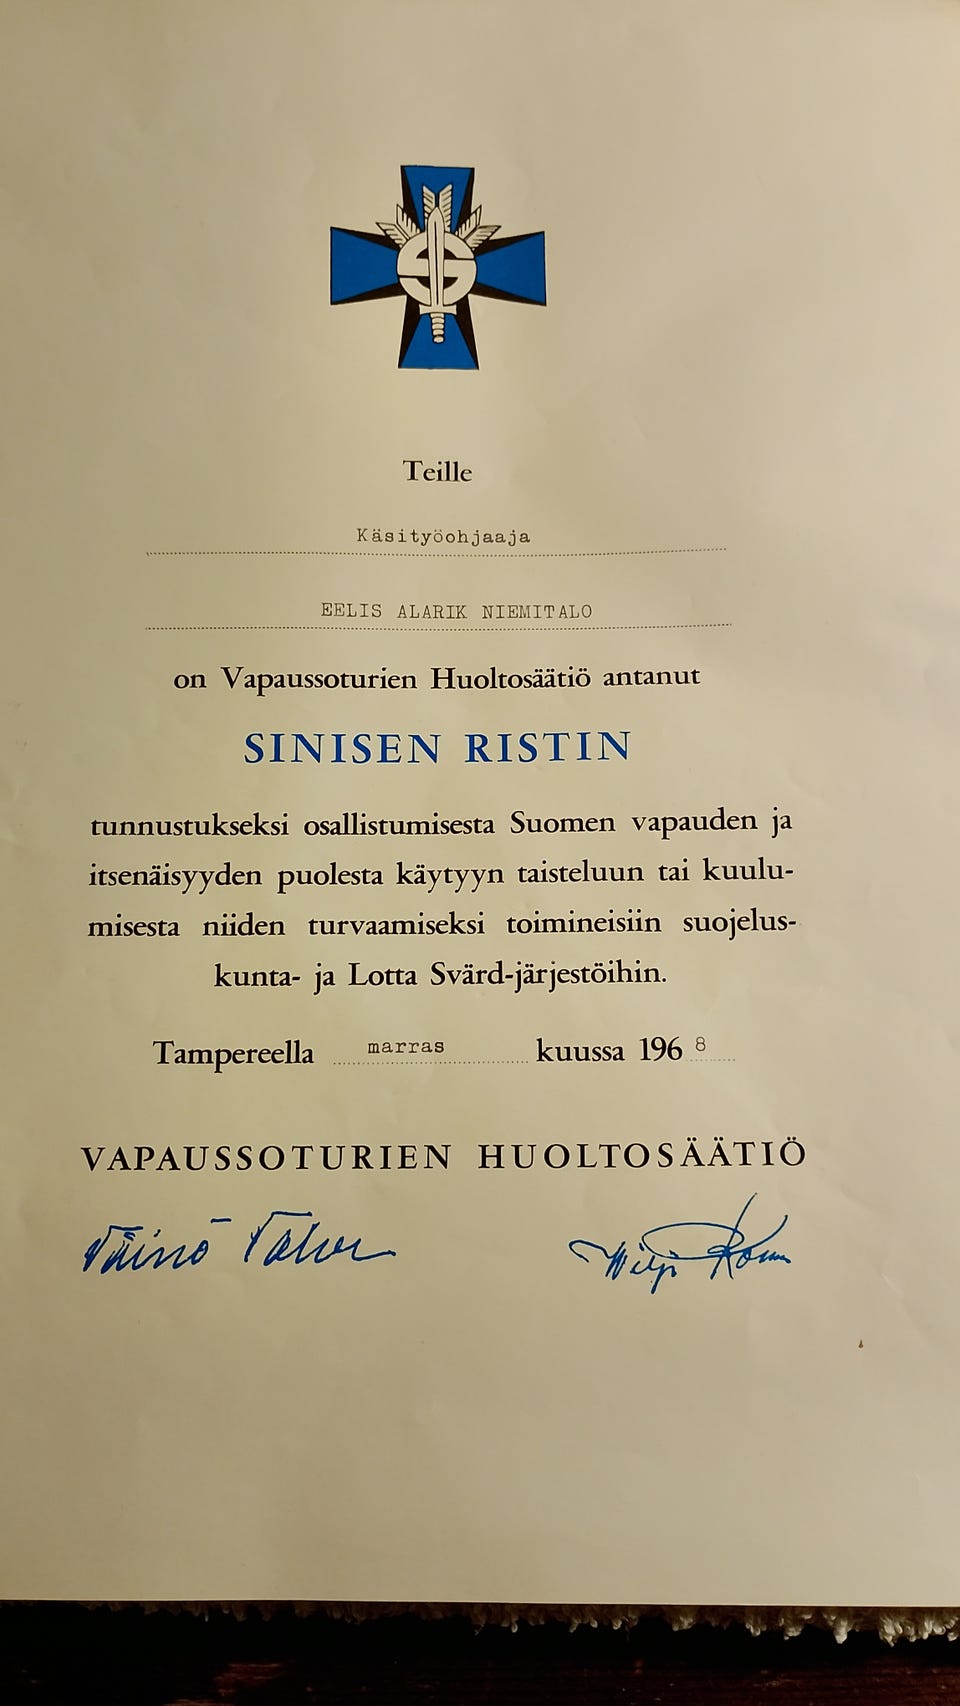 Teille
Käsityöohjaaja
EELIS ALARIK NIEMITALO
on Vapaussoturien Huoltosäätiö antanut
SINISEN RISTIN
tunnustukseksi osallistumisesta Suomen vapauden ja
itsenäisyyden puolesta käytyyn taisteluun tai kuulu-
misesta niiden turvaamiseksi toimineisiin suojelus-
kunta- ja Lotta Svärd-järjestöihin.
Tampereella marras kuussa 1968
VAPAUSSOTURIEN HUOLTOSÄÄTIÖ
Väinö